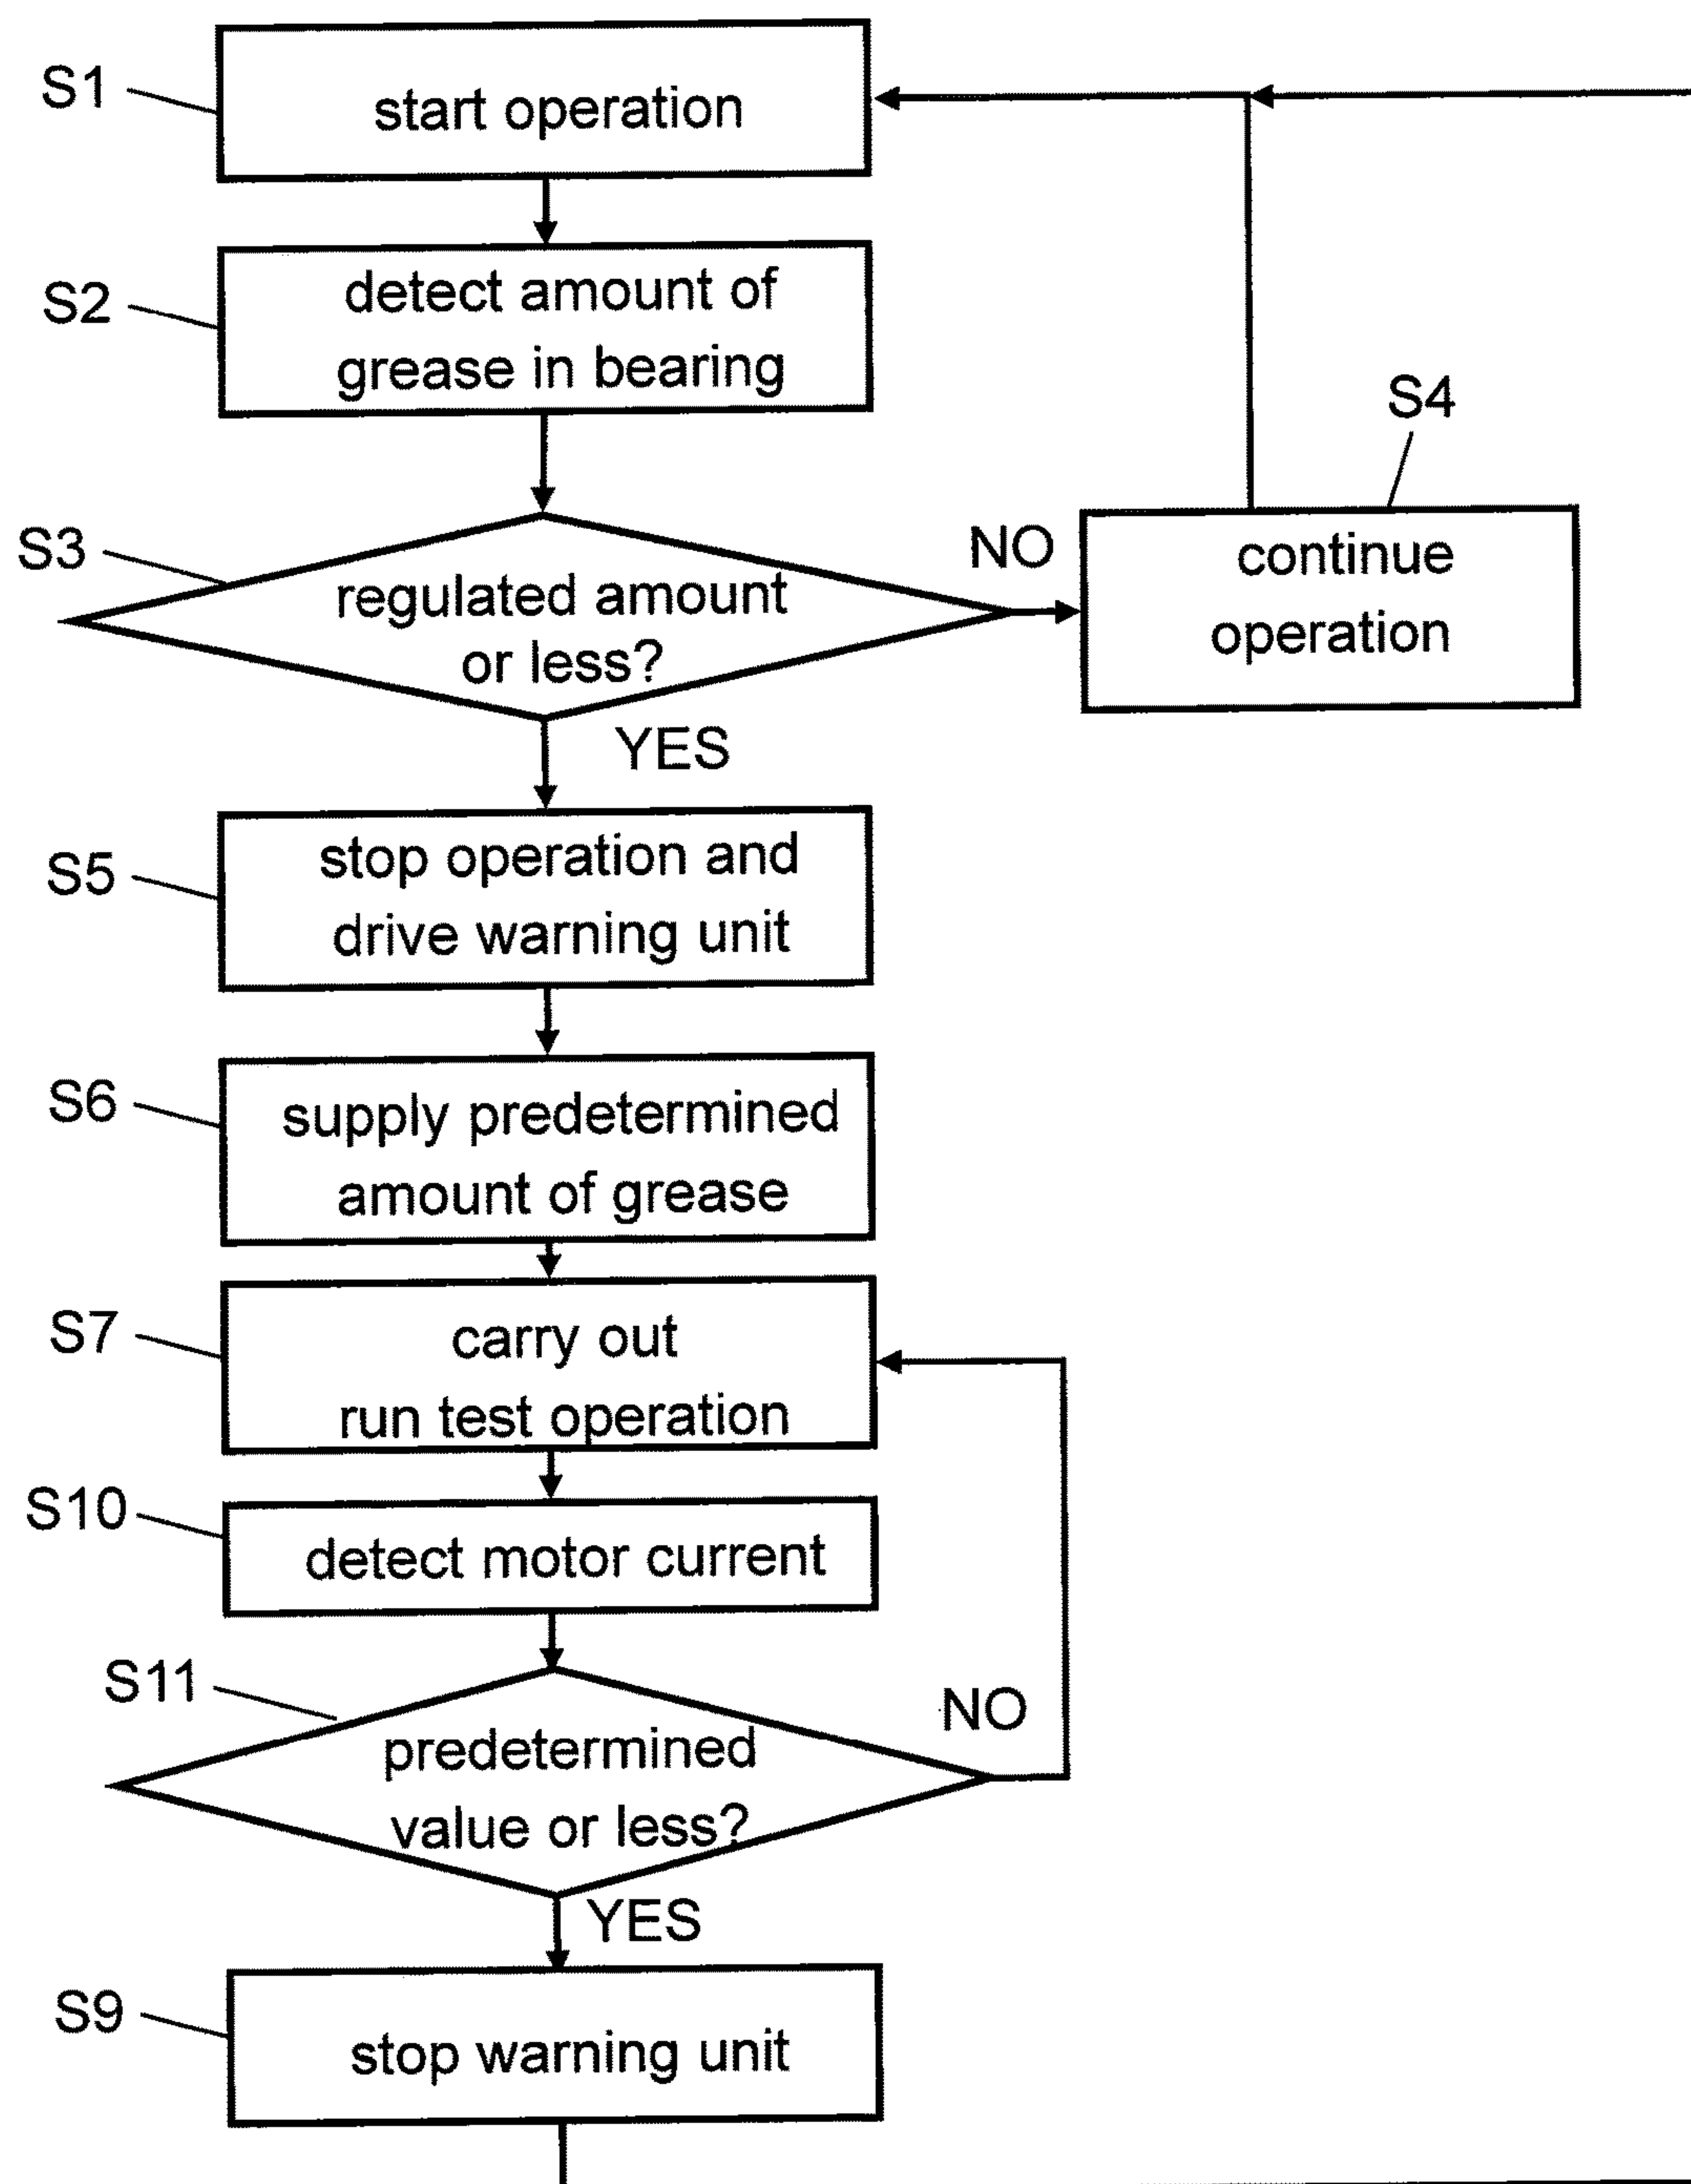 S1
start operation
S2
detect amount of
grease in bearing
S4
S3
regulated amount
or less?
NO
continue
operation
YES
S5
stop operation and
drive warning unit
S6
supply predetermined
amount of grease
S7
carry out
run test operation
S10
detect motor current
S11
predetermined
value or less?
NO
YES
S9
stop warning unit